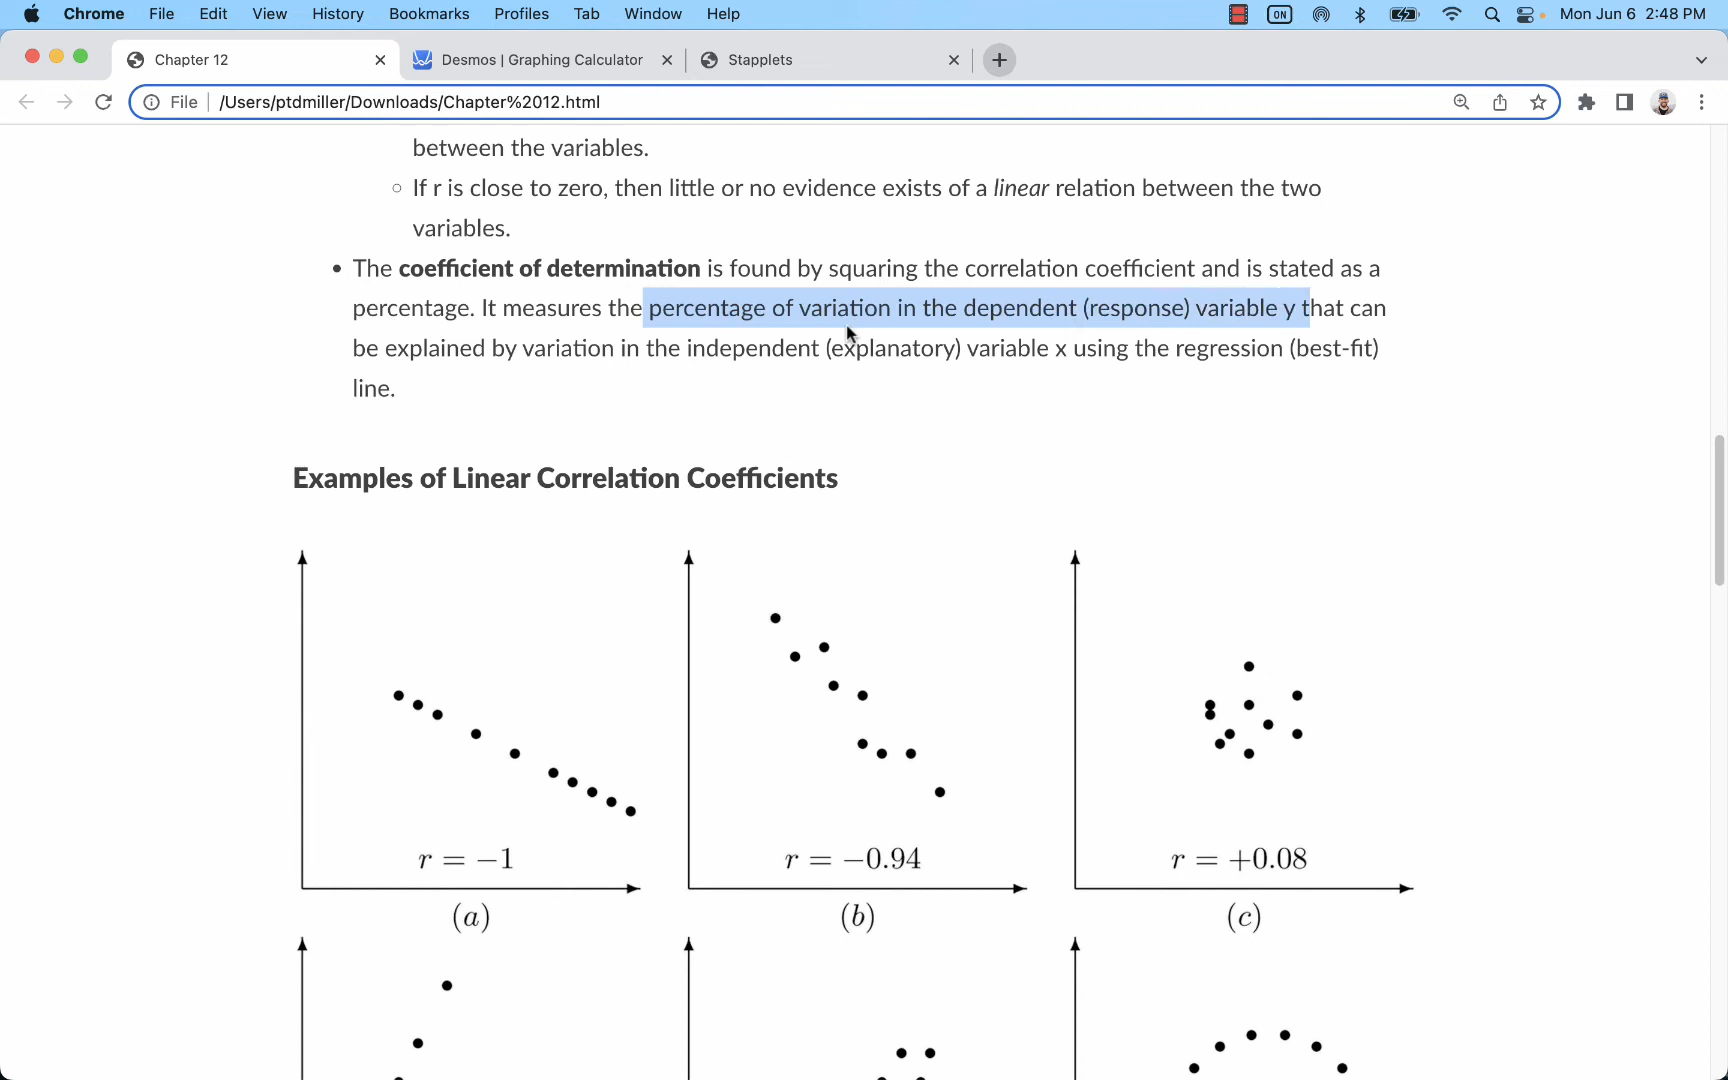 Chrome File Edit View History Bookmarks Profiles Tab Window Help ON Mon Jun 6 2:48 PM
Chapter 12 Desmos | Graphing Calculator Stapplets
File /Users/ptdmiller/Downloads/Chapter%2012.html
between the variables.
If r is close to zero, then little or no evidence exists of a linear relation between the two
variables.
The coefficient of determination is found by squaring the correlation coefficient and is stated as a
percentage. It measures the percentage of variation in the dependent (response) variable y that can
be explained by variation in the independent (explanatory) variable x using the regression (best-fit)
line.
Examples of Linear Correlation Coefficients
r = −1 r = −0.94 r = +0.08
(a) (b) (c)